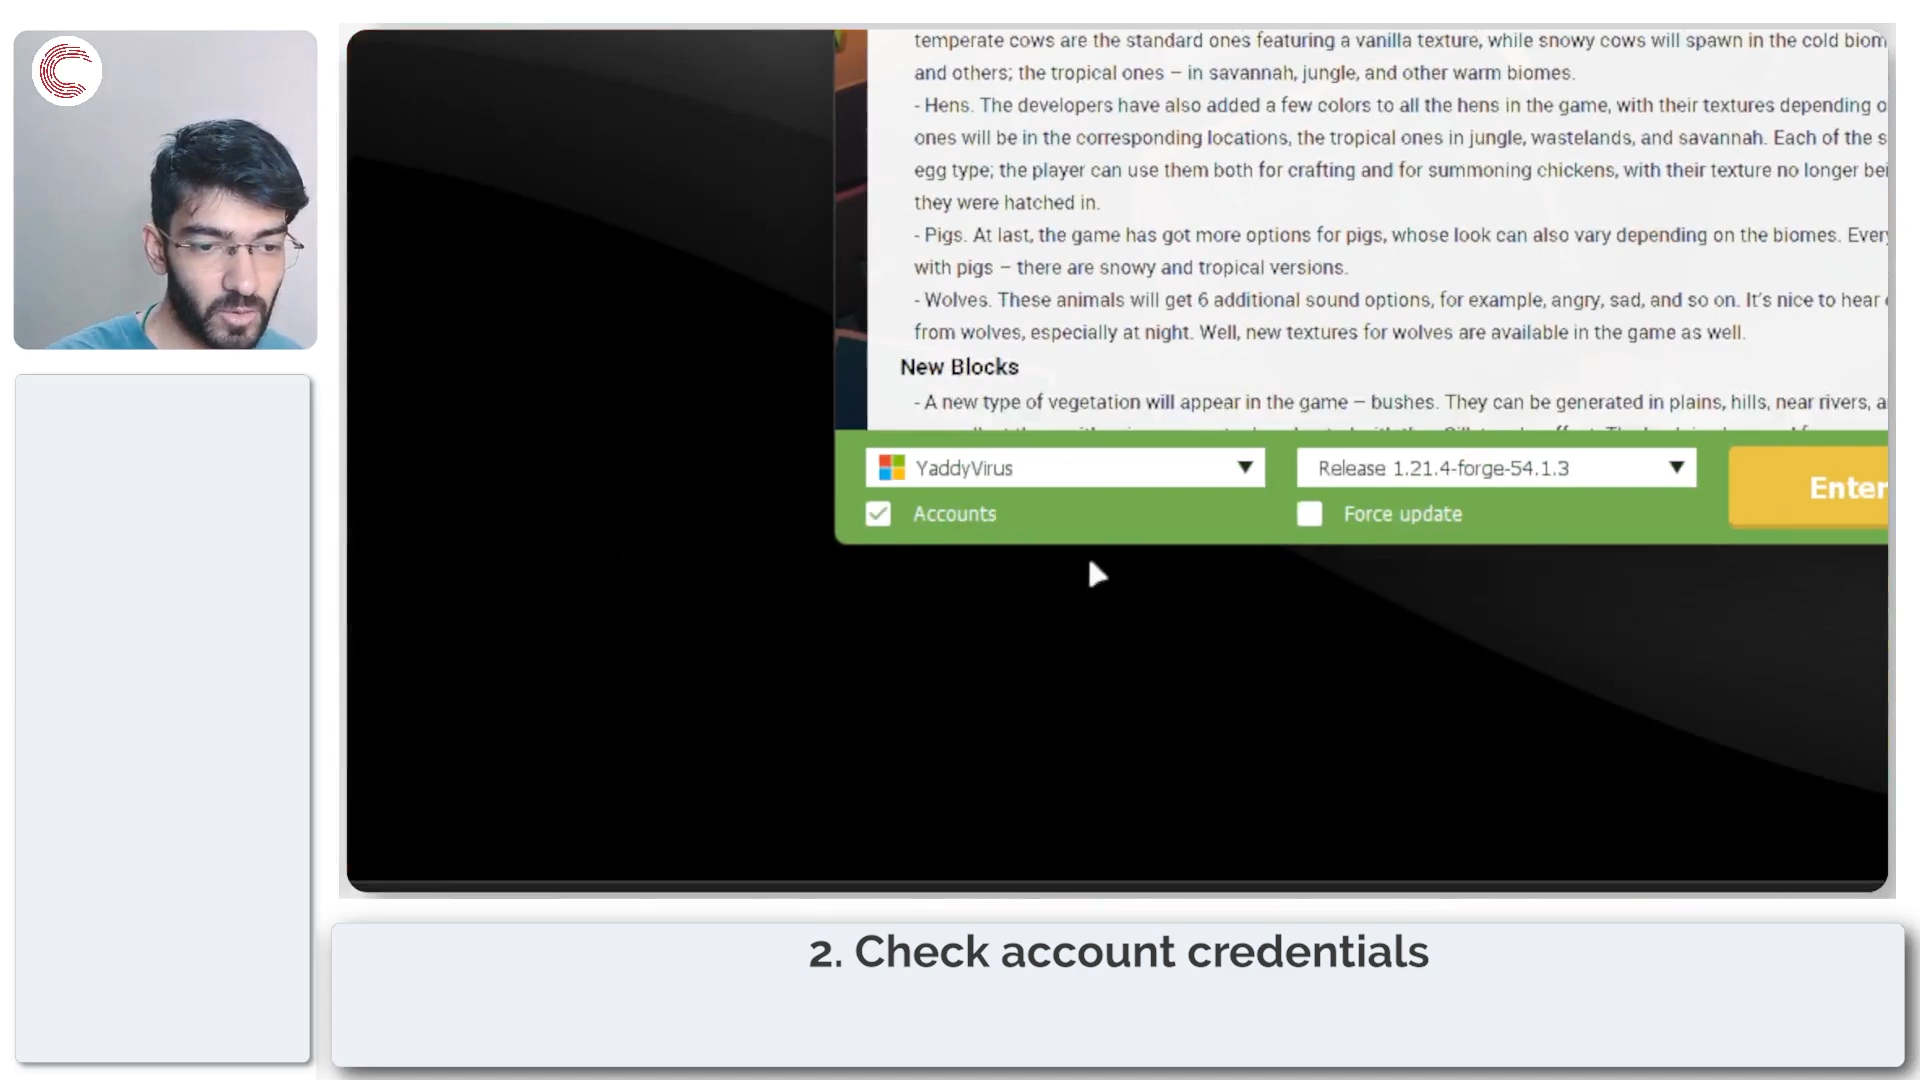 temperate cows are the standard ones featuring a vanilla texture, while snowy cows will spawn in the cold biom
and others; the tropical ones – in savannah, jungle, and other warm biomes.
- Hens. The developers have also added a few colors to all the hens in the game, with their textures depending o
ones will be in the corresponding locations, the tropical ones in jungle, wastelands, and savannah. Each of the s
egg type; the player can use them both for crafting and for summoning chickens, with their texture no longer bei
they were hatched in.
- Pigs. At last, the game has got more options for pigs, whose look can also vary depending on the biomes. Every
with pigs – there are snowy and tropical versions.
- Wolves. These animals will get 6 additional sound options, for example, angry, sad, and so on. It's nice to hear
from wolves, especially at night. Well, new textures for wolves are available in the game as well.
New Blocks
- A new type of vegetation will appear in the game – bushes. They can be generated in plains, hills, near rivers, a
YaddyVirus
Release 1.21.4-forge-54.1.3
Enter
Accounts
Force update
2. Check account credentials